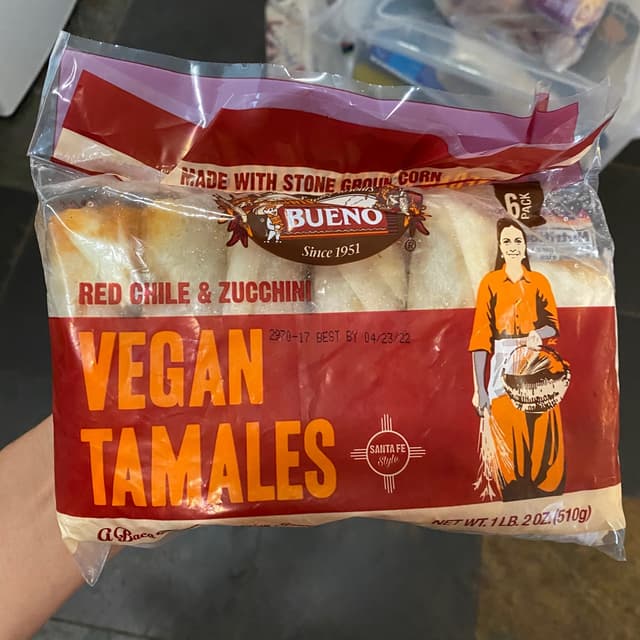 MADE WITH STONE GROUN CORN
BUENO
®
Since 1951
6
PACK
RED CHILE & ZUCCHINI
2970-17 BEST BY 04/23/22
VEGAN
TAMALES
SANTA FE
Style
NET WT. 1 LB. 2 OZ. (510g)